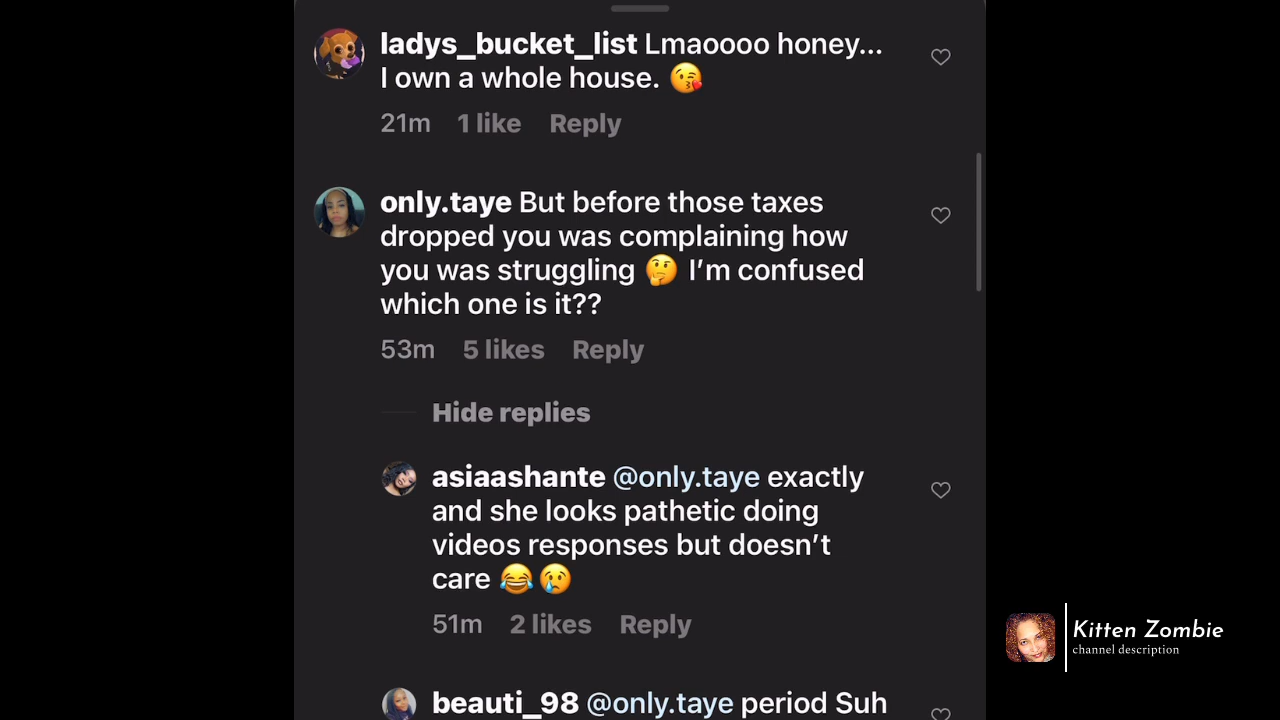 ladys_bucket_list Lmaoooo honey...
I own a whole house. 😘
21m 1 like Reply
only.taye But before those taxes
dropped you was complaining how
you was struggling 🤔 I’m confused
which one is it??
53m 5 likes Reply
Hide replies
asiaashante @only.taye exactly
and she looks pathetic doing
videos responses but doesn’t
care 😂😢
51m 2 likes Reply
beauti_98 @only.taye period Suh
Kitten Zombie
channel description